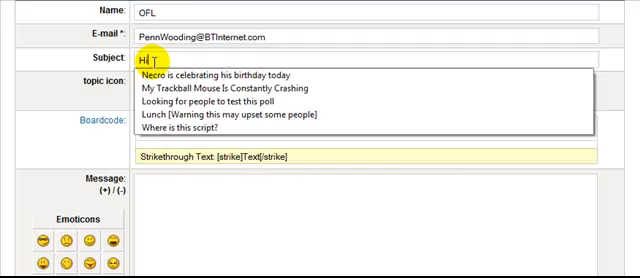 Name: OFL
E-mail *: PennWooding@BTInternet.com
Subject: Hi
Necro is celebrating his birthday today
topic icon:
My Trackball Mouse Is Constantly Crashing
Looking for people to test this poll
Lunch [Warning this may upset some people]
Boardcode:
Where is this script?
Strikethrough Text: [strike]Text[/strike]
Message:
(+) / (-)
Emoticons